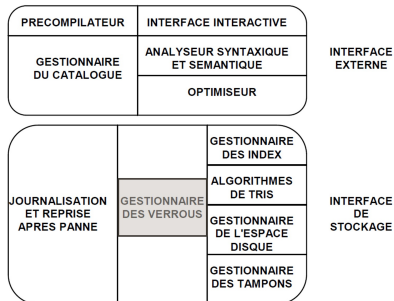 PRECOMPILATEUR
INTERFACE INTERACTIVE
GESTIONNAIRE
DU CATALOGUE
ANALYSEUR SYNTAXIQUE
ET SEMANTIQUE
OPTIMISEUR
INTERFACE
EXTERNE
JOURNALISATION
ET REPRISE
APRES PANNE
GESTIONNAIRE
DES VERROUS
GESTIONNAIRE
DES INDEX
ALGORITHMES
DE TRIS
GESTIONNAIRE
DE L'ESPACE
DISQUE
GESTIONNAIRE
DES TAMPONS
INTERFACE
DE
STOCKAGE